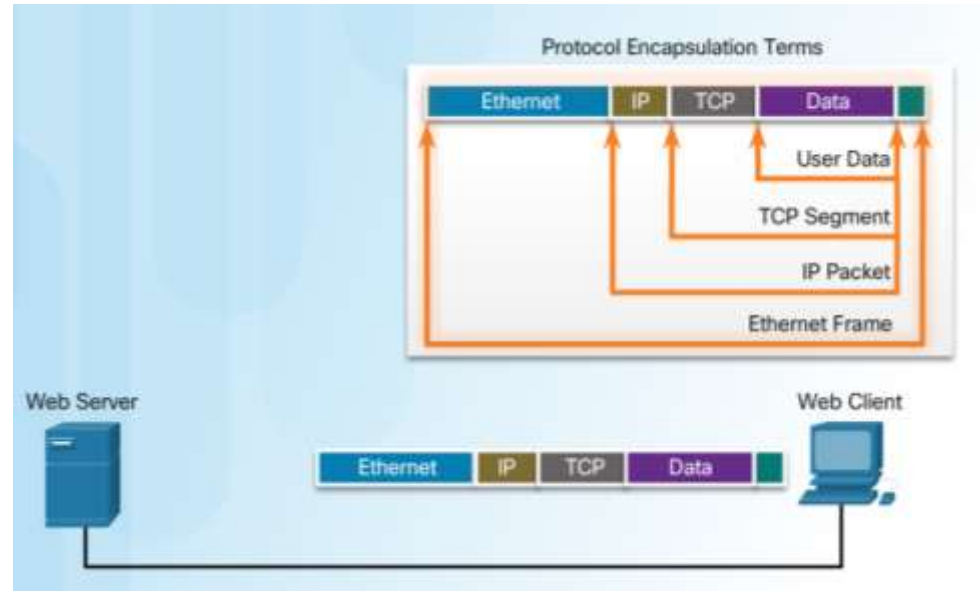 Protocol Encapsulation Terms
Ethernet IP TCP Data
User Data
TCP Segment
IP Packet
Ethernet Frame
Web Server
Web Client
Ethernet IP TCP Data